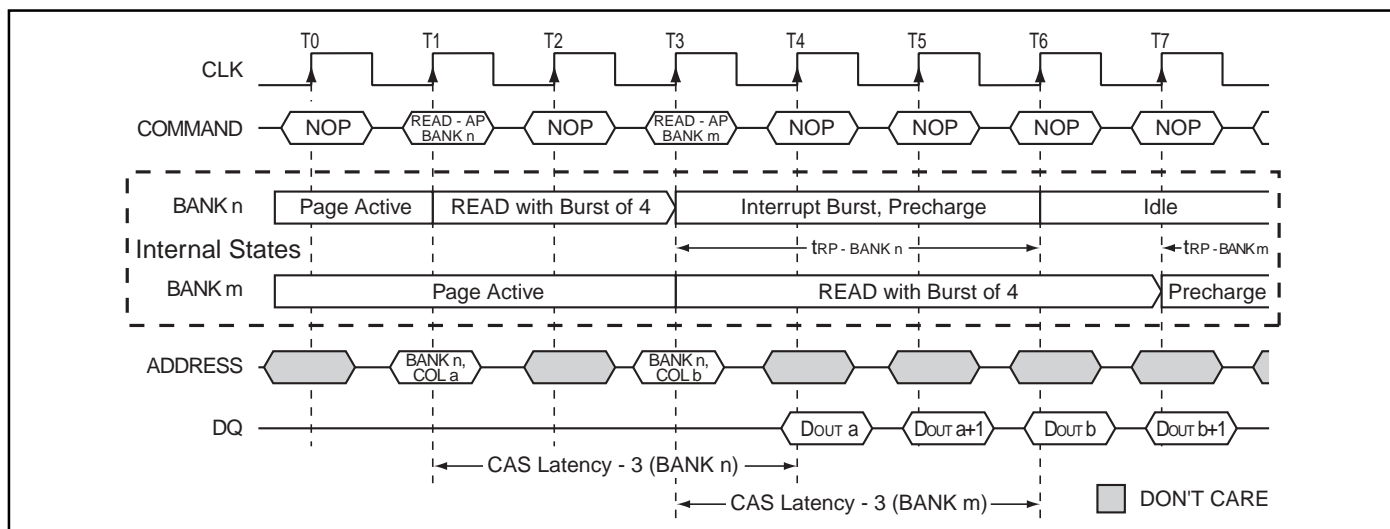 T0 T1 T2 T3 T4 T5 T6 T7
CLK
COMMAND NOP READ - AP BANK n NOP READ - AP BANK m NOP NOP NOP NOP
BANK n Page Active READ with Burst of 4 Interrupt Burst, Precharge Idle
Internal States tRP - BANK n tRP - BANK m
BANK m Page Active READ with Burst of 4 Precharge
ADDRESS BANK n, COL a BANK n, COL b
DQ DOUT a DOUT a+1 DOUT b DOUT b+1
CAS Latency - 3 (BANK n)
CAS Latency - 3 (BANK m)
DON'T CARE